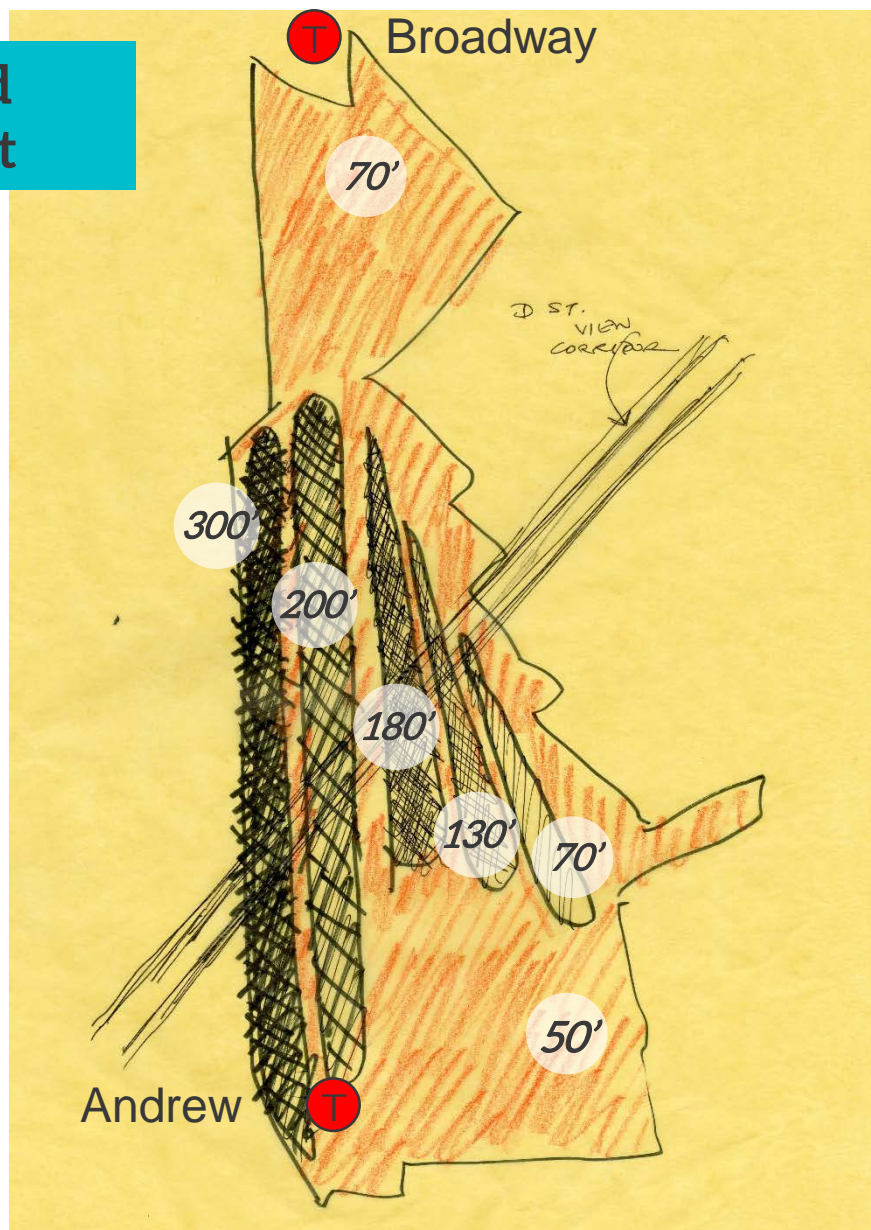 T Broadway
d
t
70'
D ST.
VIEW
CORRIDOR
300'
200'
180'
130'
70'
50'
Andrew T